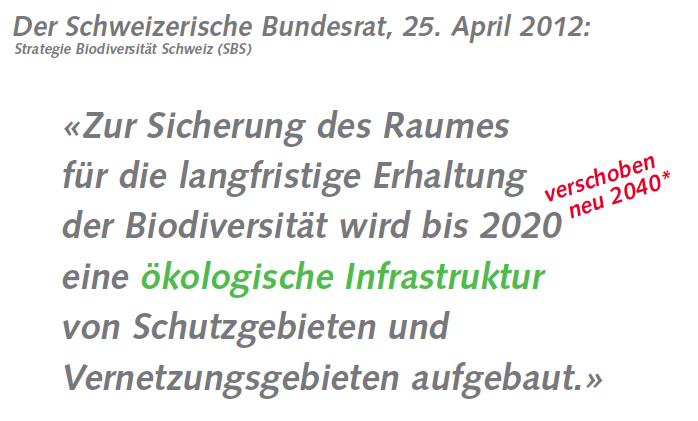 Der Schweizerische Bundesrat, 25. April 2012:
Strategie Biodiversität Schweiz (SBS)
«Zur Sicherung des Raumes
für die langfristige Erhaltung
der Biodiversität wird bis 2020
verschoben
neu 2040*
eine ökologische Infrastruktur
von Schutzgebieten und
Vernetzungsgebieten aufgebaut.»